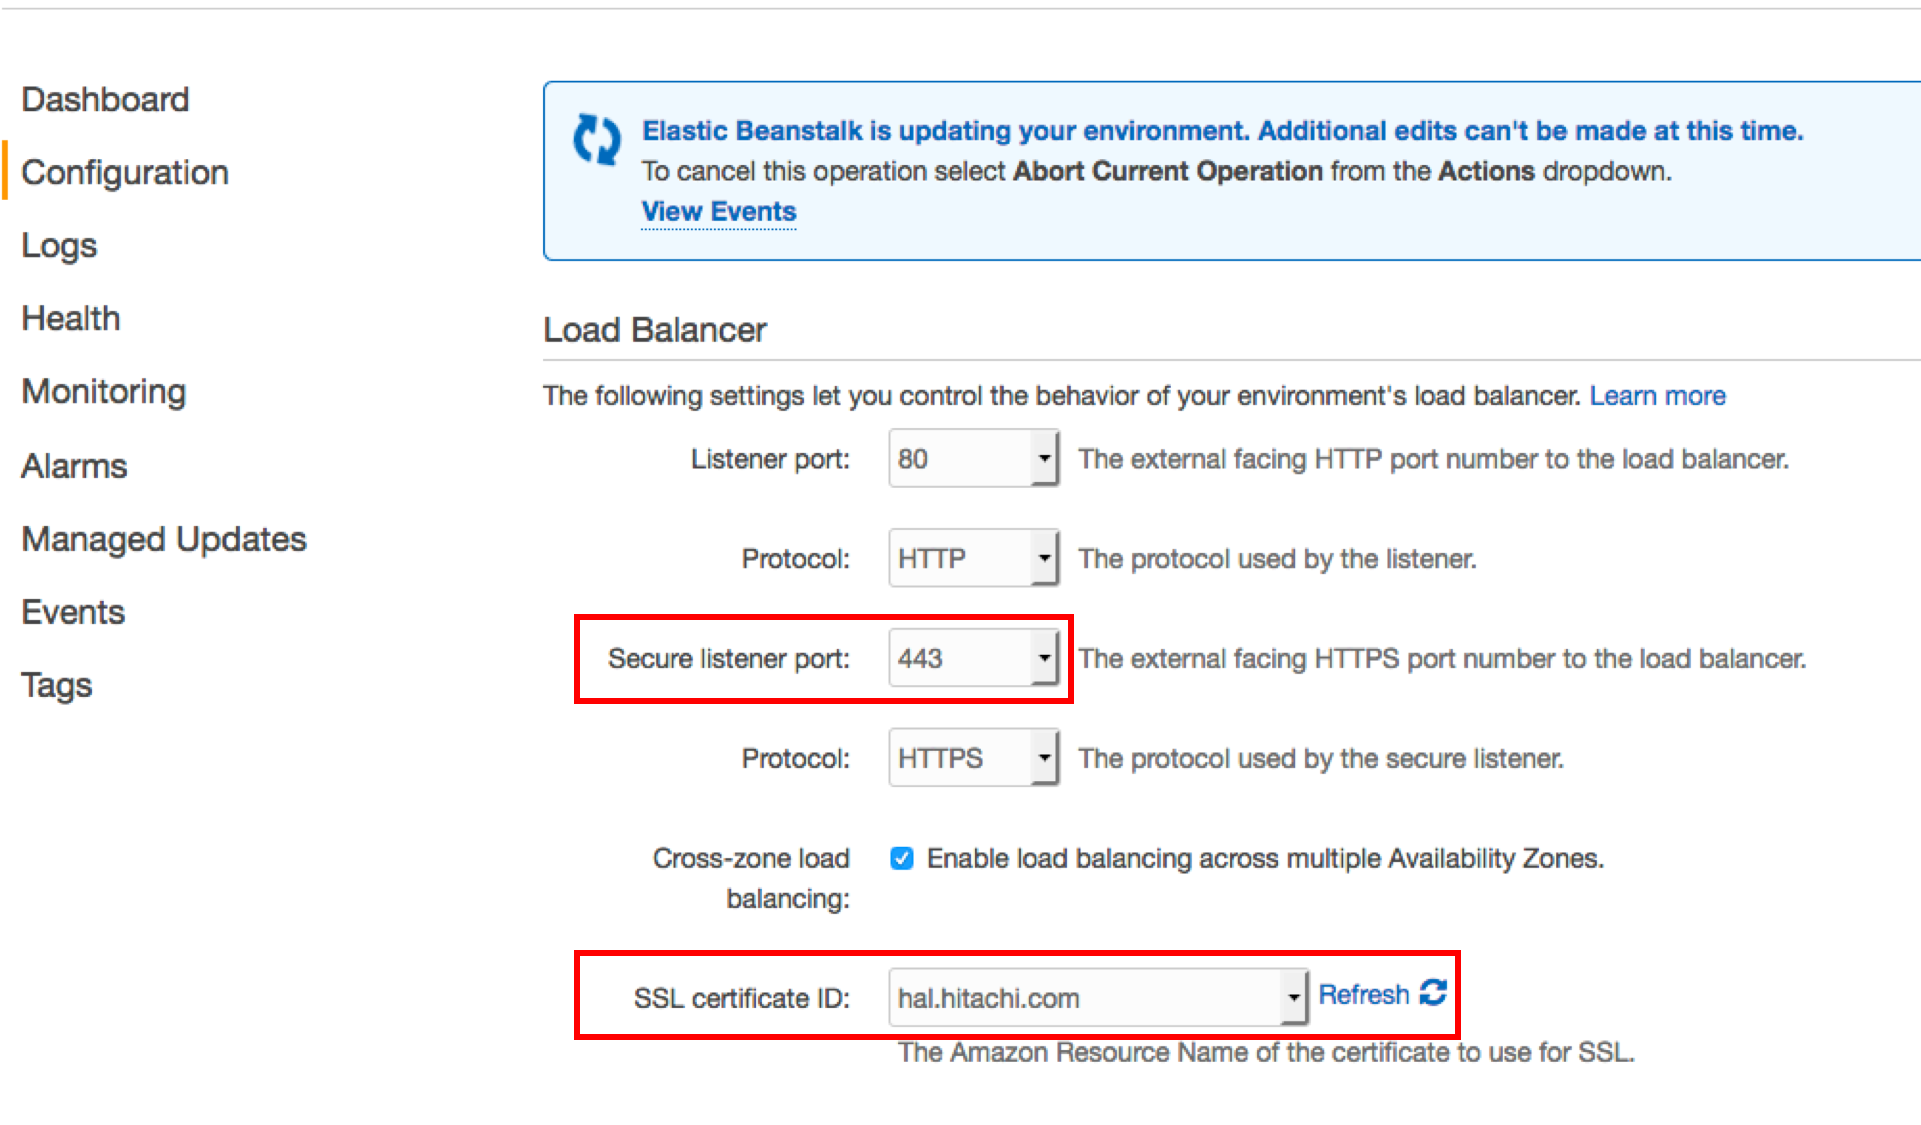 Dashboard
Configuration
Logs
Health
Monitoring
Alarms
Managed Updates
Events
Tags
Elastic Beanstalk is updating your environment. Additional edits can't be made at this time.
To cancel this operation select Abort Current Operation from the Actions dropdown.
View Events
Load Balancer
The following settings let you control the behavior of your environment's load balancer. Learn more
Listener port: 80 The external facing HTTP port number to the load balancer.
Protocol: HTTP The protocol used by the listener.
Secure listener port: 443 The external facing HTTPS port number to the load balancer.
Protocol: HTTPS The protocol used by the secure listener.
Cross-zone load Enable load balancing across multiple Availability Zones.
balancing:
SSL certificate ID: hal.hitachi.com Refresh
The Amazon Resource Name of the certificate to use for SSL.